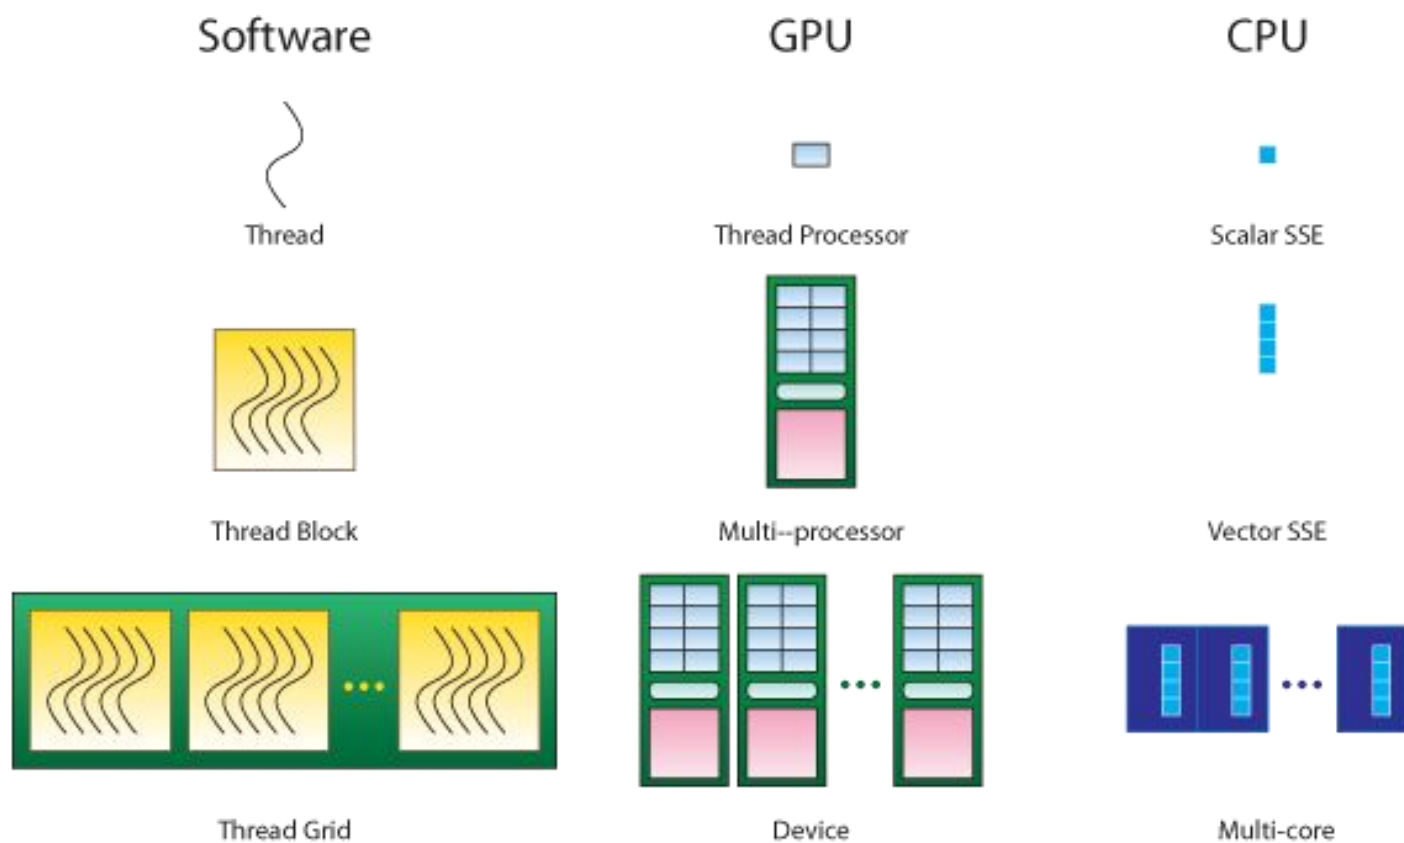 Software
GPU
CPU
Thread
Thread Processor
Scalar SSE
Thread Block
Multi--processor
Vector SSE
Thread Grid
Device
Multi-core